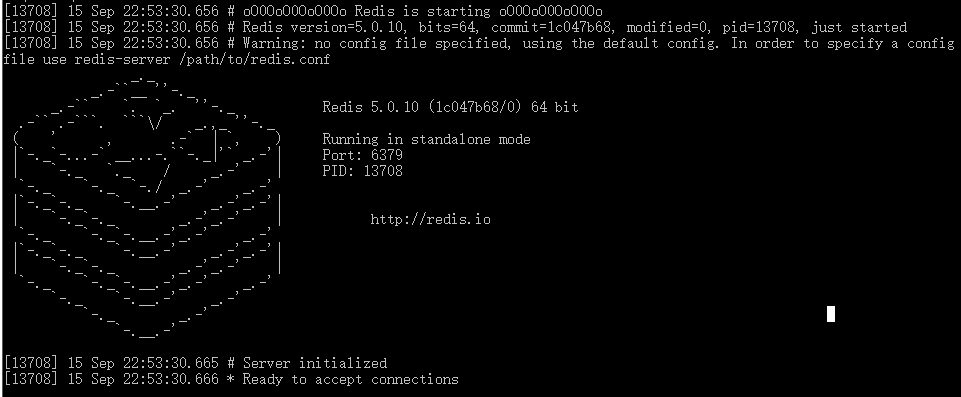 [13708] 15 Sep 22:53:30.656 # oO0OoO0OoO0Oo Redis is starting oO0OoO0OoO0Oo
[13708] 15 Sep 22:53:30.656 # Redis version=5.0.10, bits=64, commit=1c047b68, modified=0, pid=13708, just started
[13708] 15 Sep 22:53:30.656 # Warning: no config file specified, using the default config. In order to specify a config
file use redis-server /path/to/redis.conf
Redis 5.0.10 (1c047b68/0) 64 bit
Running in standalone mode
Port: 6379
PID: 13708
http://redis.io
[13708] 15 Sep 22:53:30.665 # Server initialized
[13708] 15 Sep 22:53:30.666 * Ready to accept connections